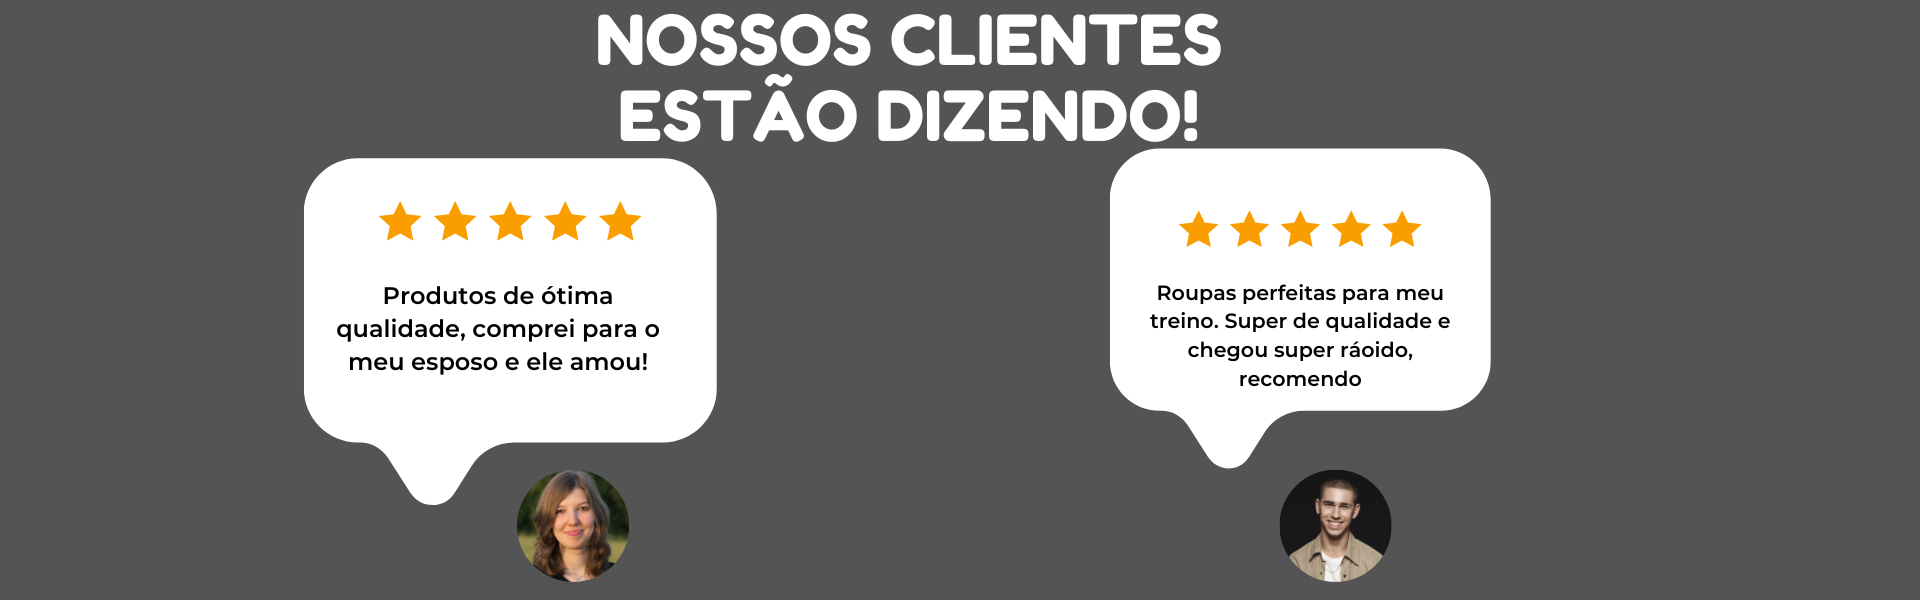 NOSSOS CLIENTES
ESTÃO DIZENDO!
Produtos de ótima
qualidade, comprei para o
meu esposo e ele amou!
Roupas perfeitas para meu
treino. Super de qualidade e
chegou super ráoido,
recomendo